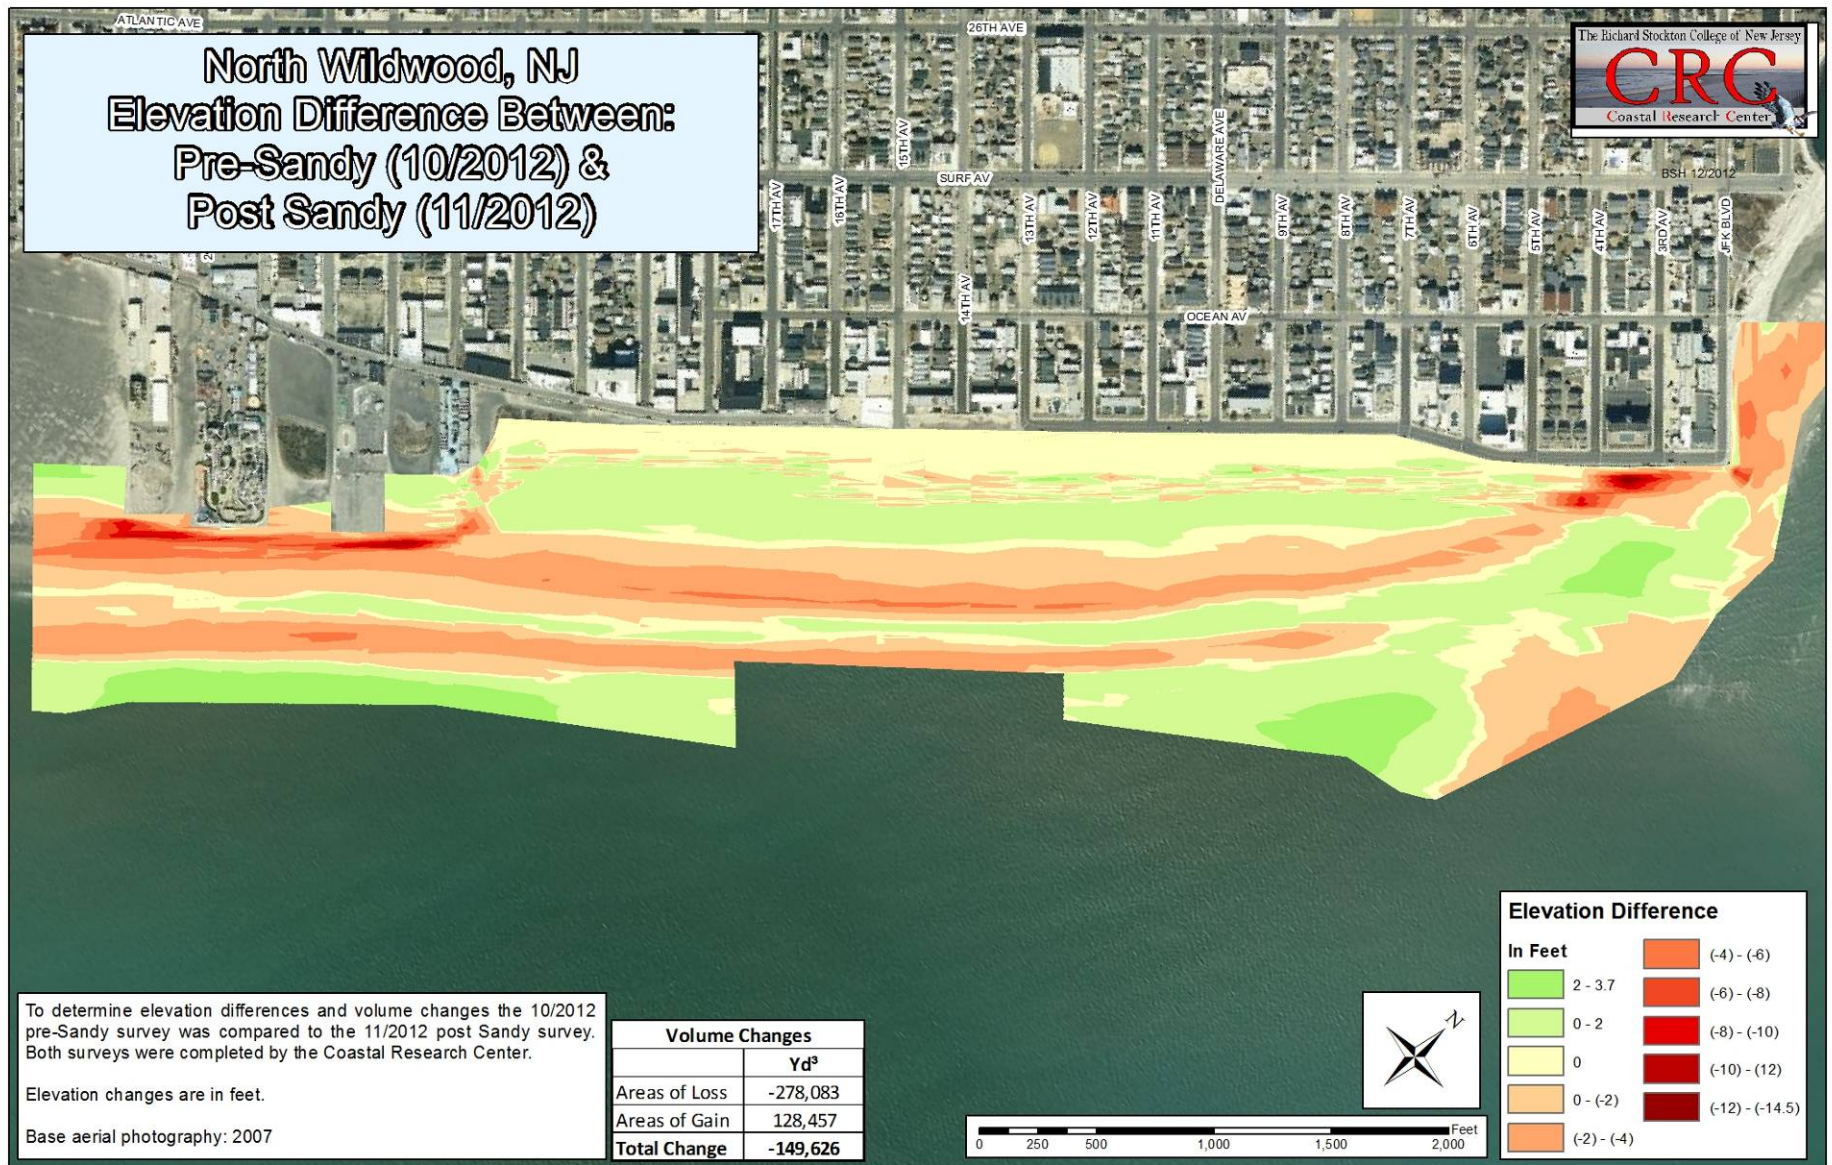 ATLANTIC AVE
26TH AVE
North Wildwood, NJ
Elevation Difference Between:
Pre-Sandy (10/2012) &
Post Sandy (11/2012)
The Richard Stockton College of New Jersey
CRC
Coastal Research Center
15TH AV
DELAWARE AVE
SURF AV
BSH 12/2012
17TH AV
16TH AV
13TH AV
12TH AV
11TH AV
9TH AV
8TH AV
7TH AV
6TH AV
5TH AV
4TH AV
3RD AV
JFK BLVD
14TH AV
OCEAN AV
To determine elevation differences and volume changes the 10/2012
pre-Sandy survey was compared to the 11/2012 post Sandy survey.
Both surveys were completed by the Coastal Research Center.
Elevation changes are in feet.
Base aerial photography: 2007
Volume Changes
Yd³
Areas of Loss -278,083
Areas of Gain 128,457
Total Change -149,626
N
Feet
0 250 500 1,000 1,500 2,000
Elevation Difference
In Feet
2 - 3.7
0 - 2
0
0 - (-2)
(-2) - (-4)
(-4) - (-6)
(-6) - (-8)
(-8) - (-10)
(-10) - (12)
(-12) - (-14.5)